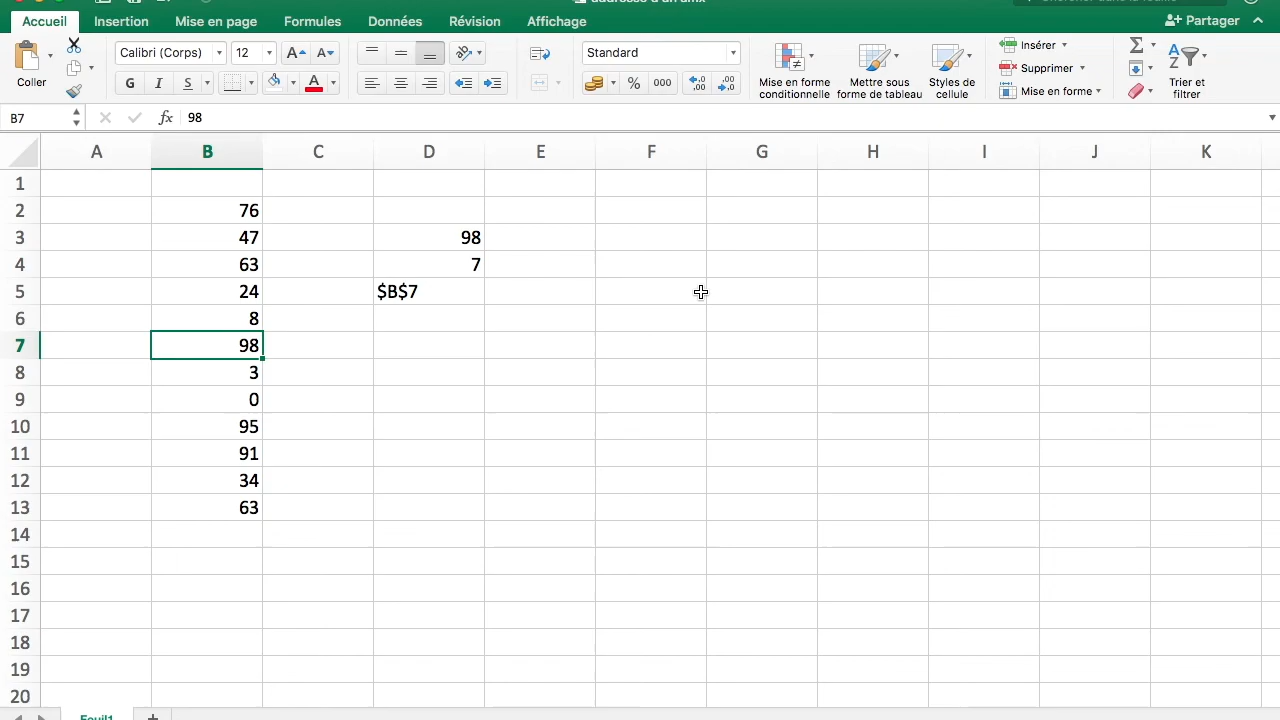 Accueil Insertion Mise en page Formules Données Révision Affichage Partager
Coller
Calibri (Corps) 12
G I S A
Standard
% 000
Mise en forme conditionnelle
Mettre sous forme de tableau
Styles de cellule
Insérer
Supprimer
Mise en forme
Trier et filtrer
B7 fx 98
A B C D E F G H I J K
1
2 76
3 47 98
4 63 7
5 24 $B$7
6 8
7 98
8 3
9 0
10 95
11 91
12 34
13 63
14
15
16
17
18
19
20
Feuil1